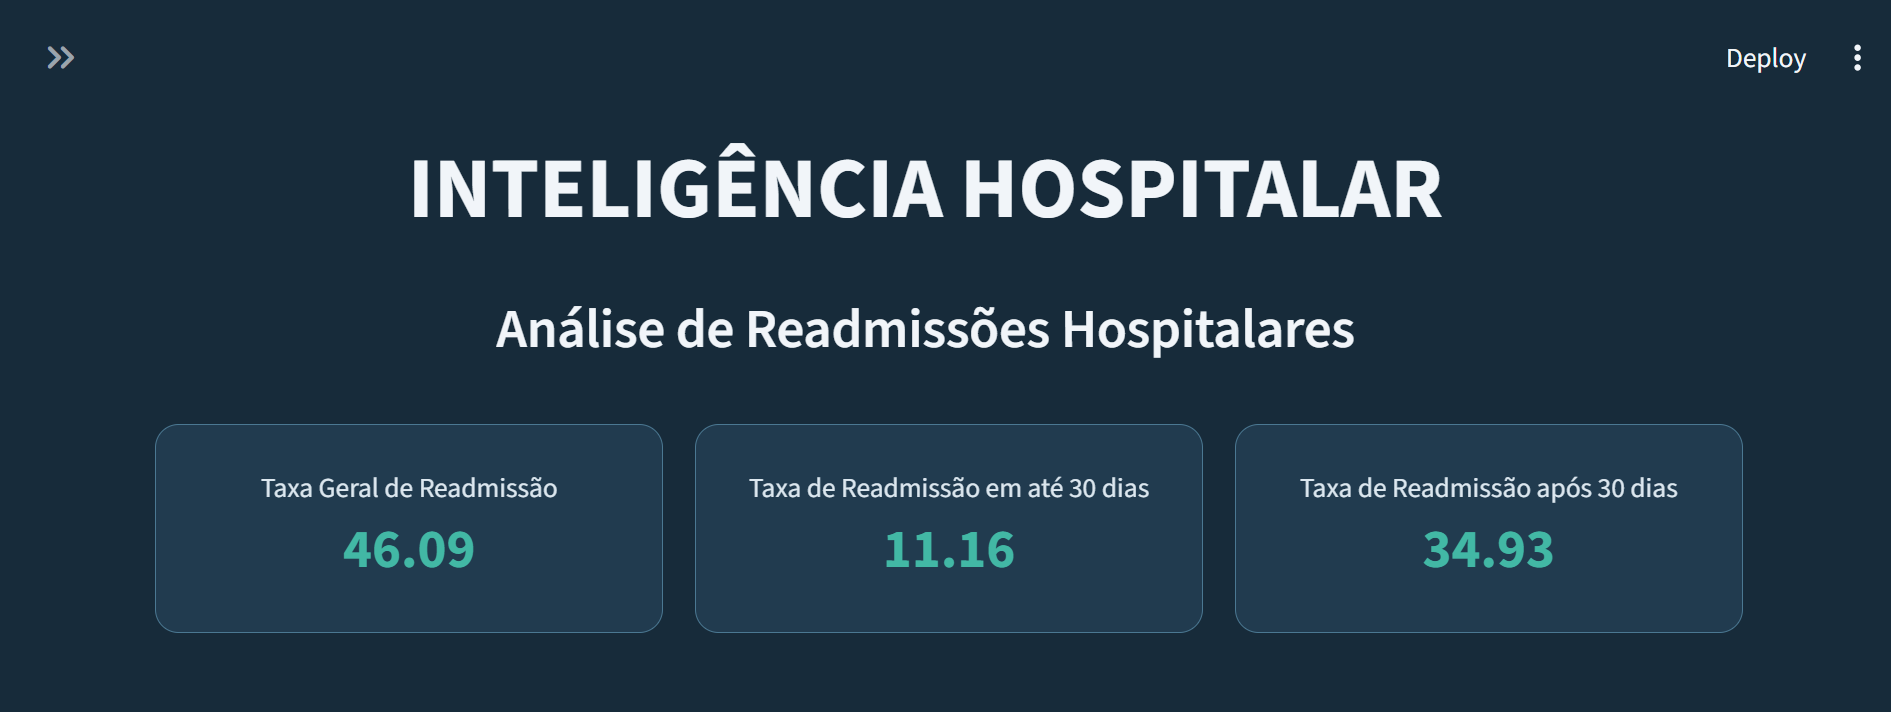 Deploy
INTELIGÊNCIA HOSPITALAR
Análise de Readmissões Hospitalares
Taxa Geral de Readmissão
46.09
Taxa de Readmissão em até 30 dias
11.16
Taxa de Readmissão após 30 dias
34.93